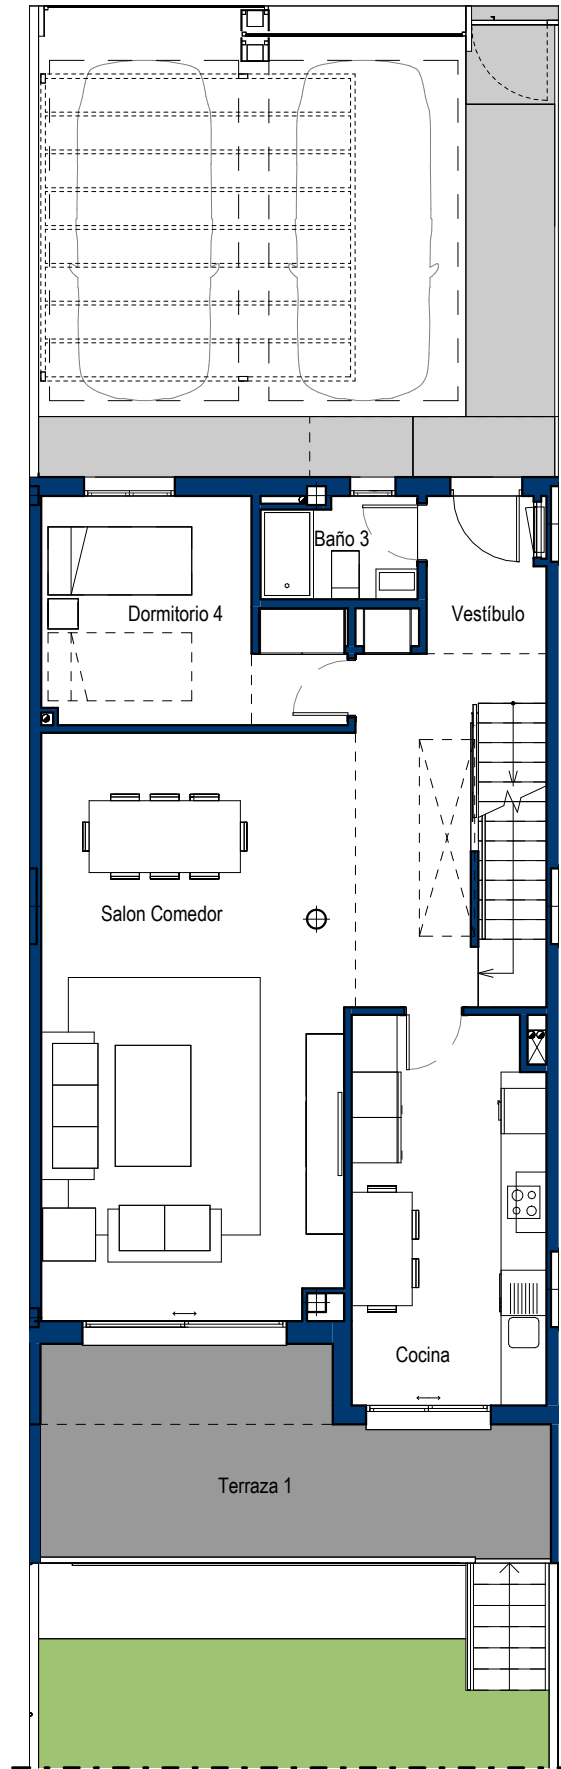 Baño 3
Dormitorio 4
Vestíbulo
Salon Comedor
Cocina
Terraza 1